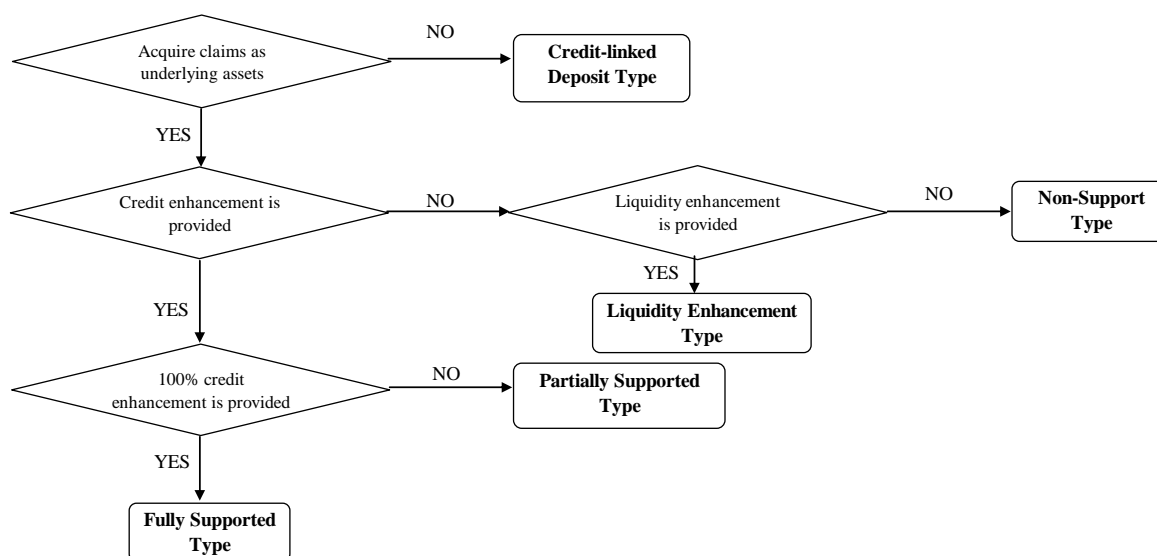 Acquire claims as
underlying assets
NO
Credit-linked
Deposit Type
YES
Credit enhancement is
provided
NO
Liquidity enhancement
is provided
NO
Non-Support
Type
YES
Liquidity Enhancement
Type
YES
100% credit
enhancement is provided
NO
Partially Supported
Type
YES
Fully Supported
Type